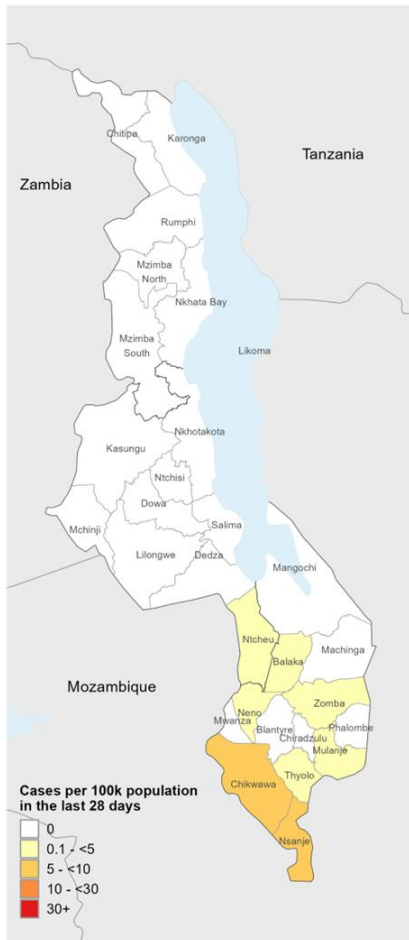 Chitipa
Karonga
Tanzania
Zambia
Rumphi
Mzimba
North
Nkhata Bay
Mzimba
South
Likoma
Nkhotakota
Kasungu
Ntchisi
Dowa
Salima
Mchinji
Lilongwe
Dedza
Mangochi
Ntcheu
Machinga
Balaka
Mozambique
Zomba
Neno
Mwanza
Blantyre
Phalombe
Chiradzulu
Mulanje
Thyolo
Chikwawa
Nsanje
Cases per 100k population
in the last 28 days
0
0.1 - <5
5 - <10
10 - <30
30+